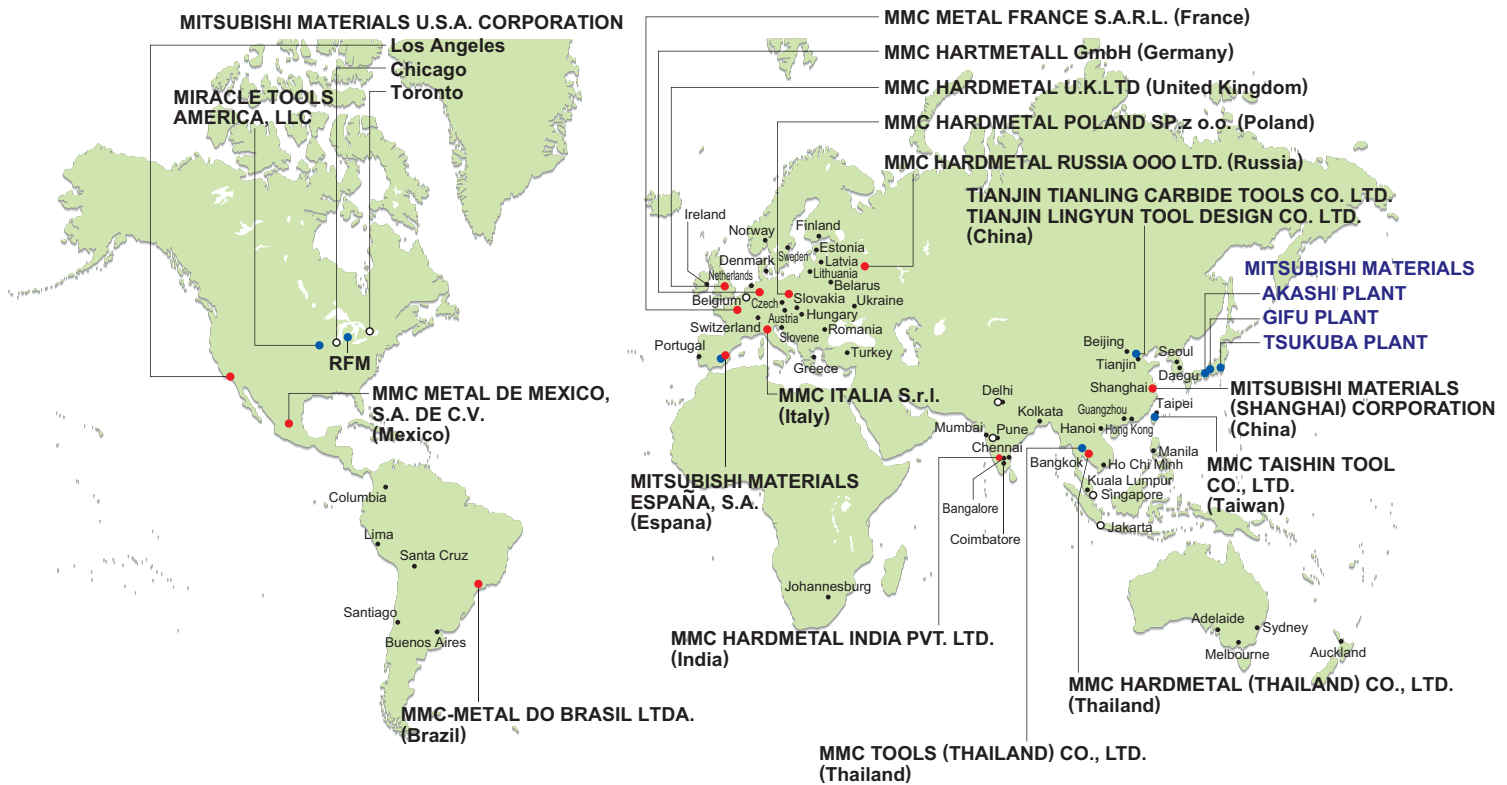 MITSUBISHI MATERIALS U.S.A. CORPORATION
Los Angeles
Chicago
Toronto
MIRACLE TOOLS
AMERICA, LLC
RFM
MMC METAL DE MEXICO,
S.A. DE C.V.
(Mexico)
Columbia
Lima
Santa Cruz
Santiago
Buenos Aires
MMC-METAL DO BRASIL LTDA.
(Brazil)
MMC METAL FRANCE S.A.R.L. (France)
MMC HARTMETALL GmbH (Germany)
MMC HARDMETAL U.K.LTD (United Kingdom)
MMC HARDMETAL POLAND SP.z o.o. (Poland)
MMC HARDMETAL RUSSIA OOO LTD. (Russia)
TIANJIN TIANLING CARBIDE TOOLS CO. LTD.
TIANJIN LINGYUN TOOL DESIGN CO. LTD.
(China)
Ireland
Norway
Finland
Sweden
Estonia
Denmark
Latvia
Netherlands
Lithuania
Belarus
Belgium
Czech
Slovakia
Ukraine
Austria
Hungary
Switzerland
Slovene
Romania
Portugal
Greece
Turkey
MMC ITALIA S.r.l.
(Italy)
MITSUBISHI MATERIALS
ESPAÑA, S.A.
(Espana)
Johannesburg
MITSUBISHI MATERIALS
AKASHI PLANT
GIFU PLANT
TSUKUBA PLANT
Beijing
Tianjin
Seoul
Daegu
Shanghai
MITSUBISHI MATERIALS
(SHANGHAI) CORPORATION
(China)
Delhi
Kolkata
Guangzhou
Taipei
Mumbai
Pune
Hanoi
Hong Kong
Chennai
Manila
Bangkok
Ho Chi Minh
Kuala Lumpur
Singapore
Bangalore
Jakarta
Coimbatore
MMC TAISHIN TOOL
CO., LTD.
(Taiwan)
MMC HARDMETAL INDIA PVT. LTD.
(India)
Adelaide
Sydney
Melbourne
Auckland
MMC HARDMETAL (THAILAND) CO., LTD.
(Thailand)
MMC TOOLS (THAILAND) CO., LTD.
(Thailand)